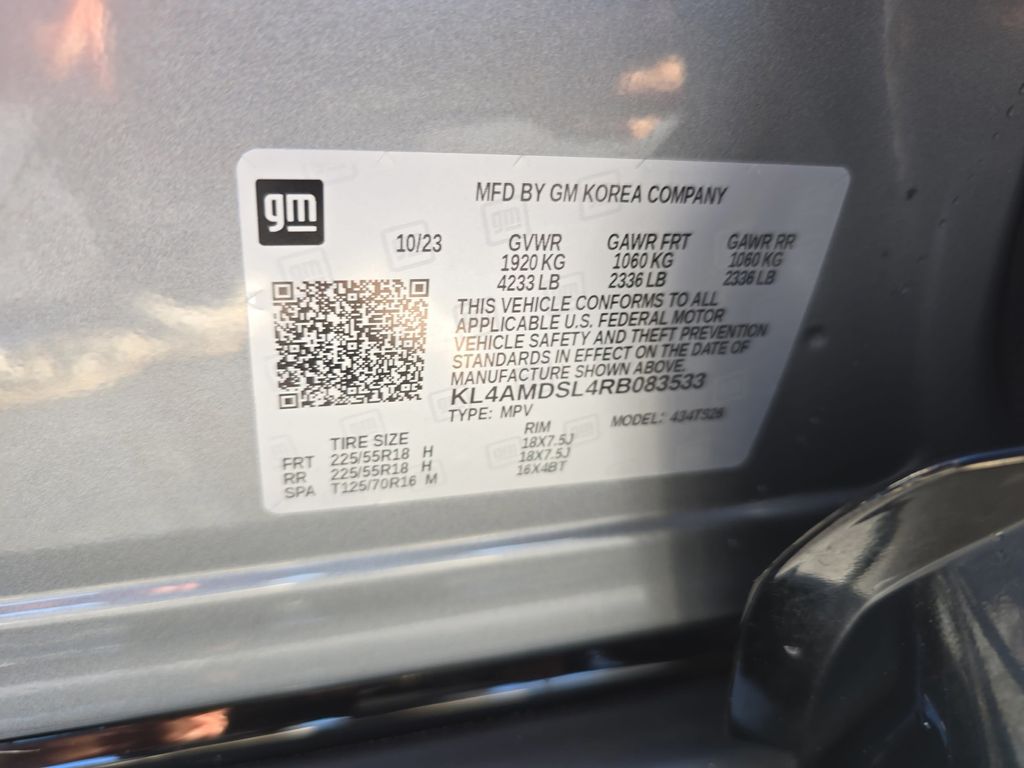 gm
MFD BY GM KOREA COMPANY
10/23
GVWR GAWR FRT GAWR RR
1920 KG 1060 KG 1060 KG
4233 LB 2336 LB 2336 LB
THIS VEHICLE CONFORMS TO ALL
APPLICABLE U.S. FEDERAL MOTOR
VEHICLE SAFETY AND THEFT PREVENTION
STANDARDS IN EFFECT ON THE DATE OF
MANUFACTURE SHOWN ABOVE.
KL4AMDSL4RB083533
TYPE: MPV MODEL: 4347526
TIRE SIZE RIM
FRT 225/55R18 H 18X7.5J
RR 225/55R18 H 18X7.5J
SPA T125/70R16 M 16X4BT